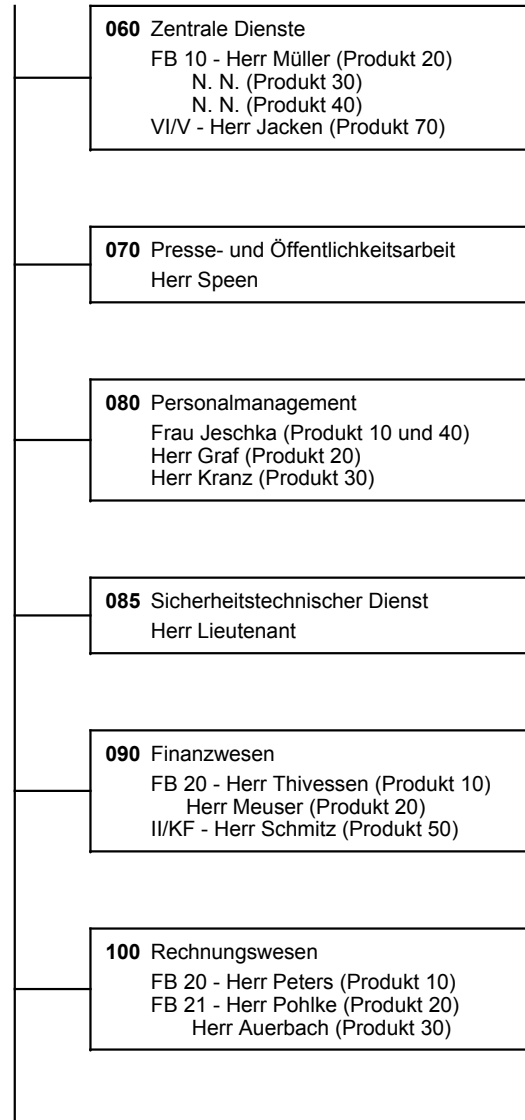 060 Zentrale Dienste
FB 10 - Herr Müller (Produkt 20)
N. N. (Produkt 30)
N. N. (Produkt 40)
VI/V - Herr Jacken (Produkt 70)
070 Presse- und Öffentlichkeitsarbeit
Herr Speen
080 Personalmanagement
Frau Jeschka (Produkt 10 und 40)
Herr Graf (Produkt 20)
Herr Kranz (Produkt 30)
085 Sicherheitstechnischer Dienst
Herr Lieutenant
090 Finanzwesen
FB 20 - Herr Thivessen (Produkt 10)
Herr Meuser (Produkt 20)
II/KF - Herr Schmitz (Produkt 50)
100 Rechnungswesen
FB 20 - Herr Peters (Produkt 10)
FB 21 - Herr Pohlke (Produkt 20)
Herr Auerbach (Produkt 30)